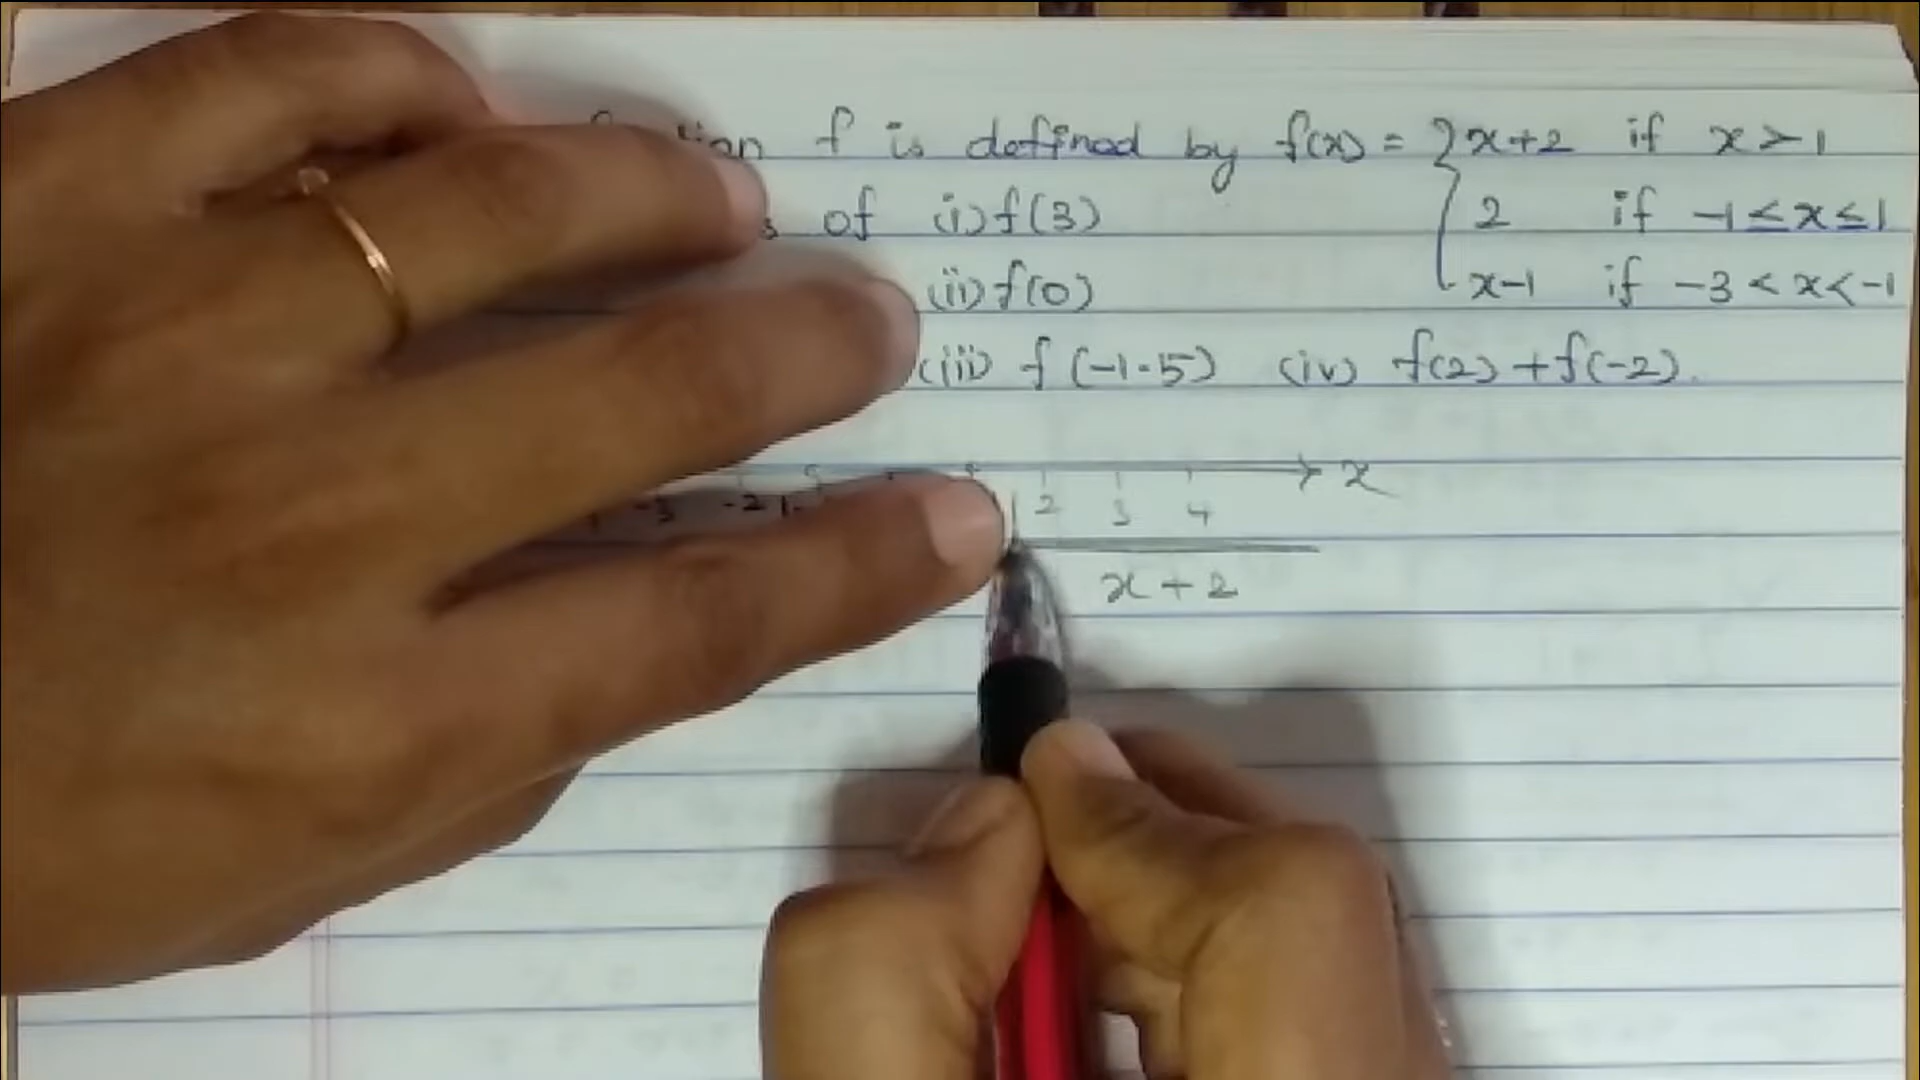 f is defined by f(x) = { x+2 if x > 1
of (i) f(3) 2 if -1 ≤ x ≤ 1
(ii) f(0) x-1 if -3 < x < -1
(iii) f(-1.5) (iv) f(2) + f(-2).
x
-3 -2 2 3 4
x + 2